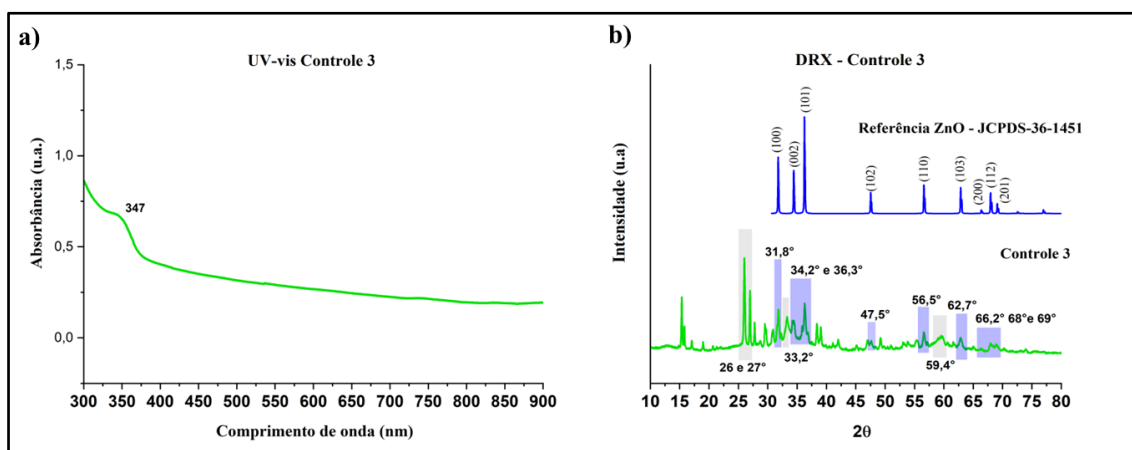 a)
UV-vis Controle 3
1,5
1,0
0,5
0,0
Absorbância (u.a.)
347
300 350 400 450 500 550 600 650 700 750 800 850 900
Comprimento de onda (nm)
b)
DRX - Controle 3
Intensidade (u.a)
Referência ZnO - JCPDS-36-1451
(100)
(002)
(101)
(102)
(110)
(103)
(200)
(112)
(201)
Controle 3
31,8°
34,2° e 36,3°
47,5°
56,5°
62,7°
66,2° 68°e 69°
26 e 27°
33,2°
59,4°
10 15 20 25 30 35 40 45 50 55 60 65 70 75 80
2θ